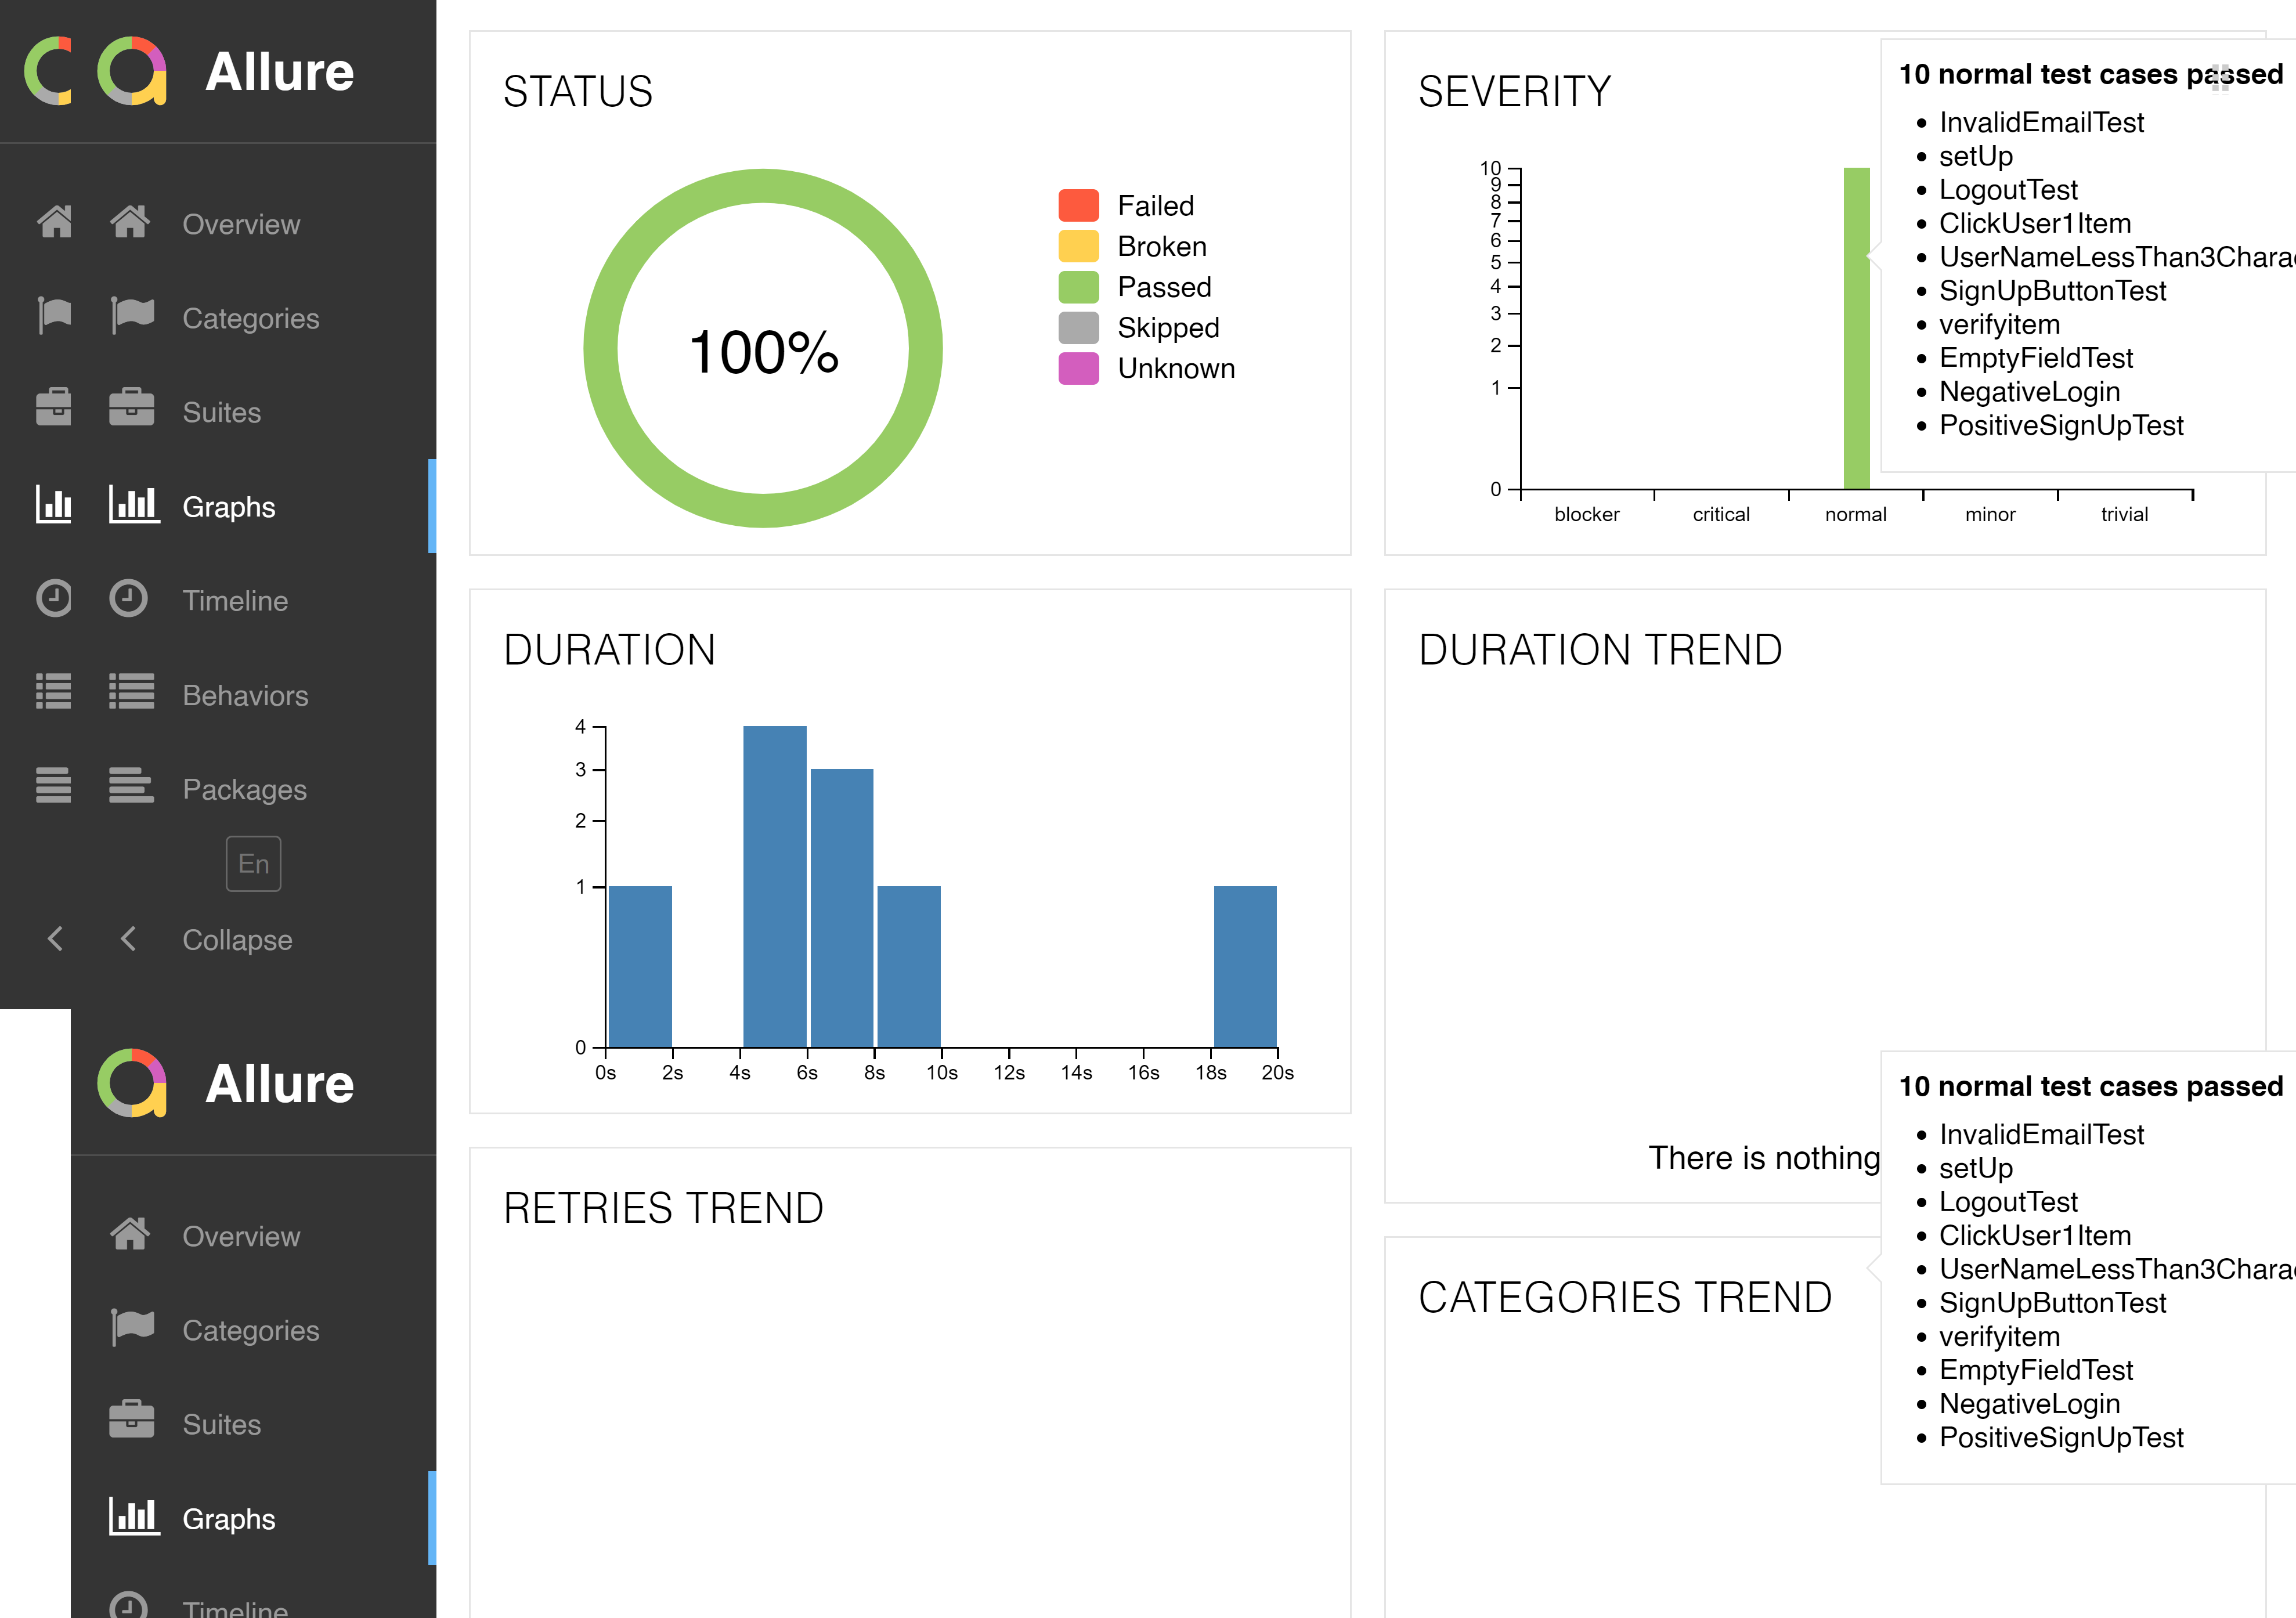 Allure
Overview
Categories
Suites
Graphs
Timeline
Behaviors
Packages
En
Collapse
STATUS
100%
Failed
Broken
Passed
Skipped
Unknown
SEVERITY
10
9
8
7
6
5
4
3
2
1
0
blocker critical normal minor trivial
10 normal test cases passed
InvalidEmailTest
setUp
LogoutTest
ClickUser1Item
UserNameLessThan3Chara
SignUpButtonTest
verifyitem
EmptyFieldTest
NegativeLogin
PositiveSignUpTest
DURATION
4
3
2
1
0
0s 2s 4s 6s 8s 10s 12s 14s 16s 18s 20s
DURATION TREND
There is nothing
RETRIES TREND
CATEGORIES TREND
10 normal test cases passed
InvalidEmailTest
setUp
LogoutTest
ClickUser1Item
UserNameLessThan3Chara
SignUpButtonTest
verifyitem
EmptyFieldTest
NegativeLogin
PositiveSignUpTest
Allure
Overview
Categories
Suites
Graphs
Timeline